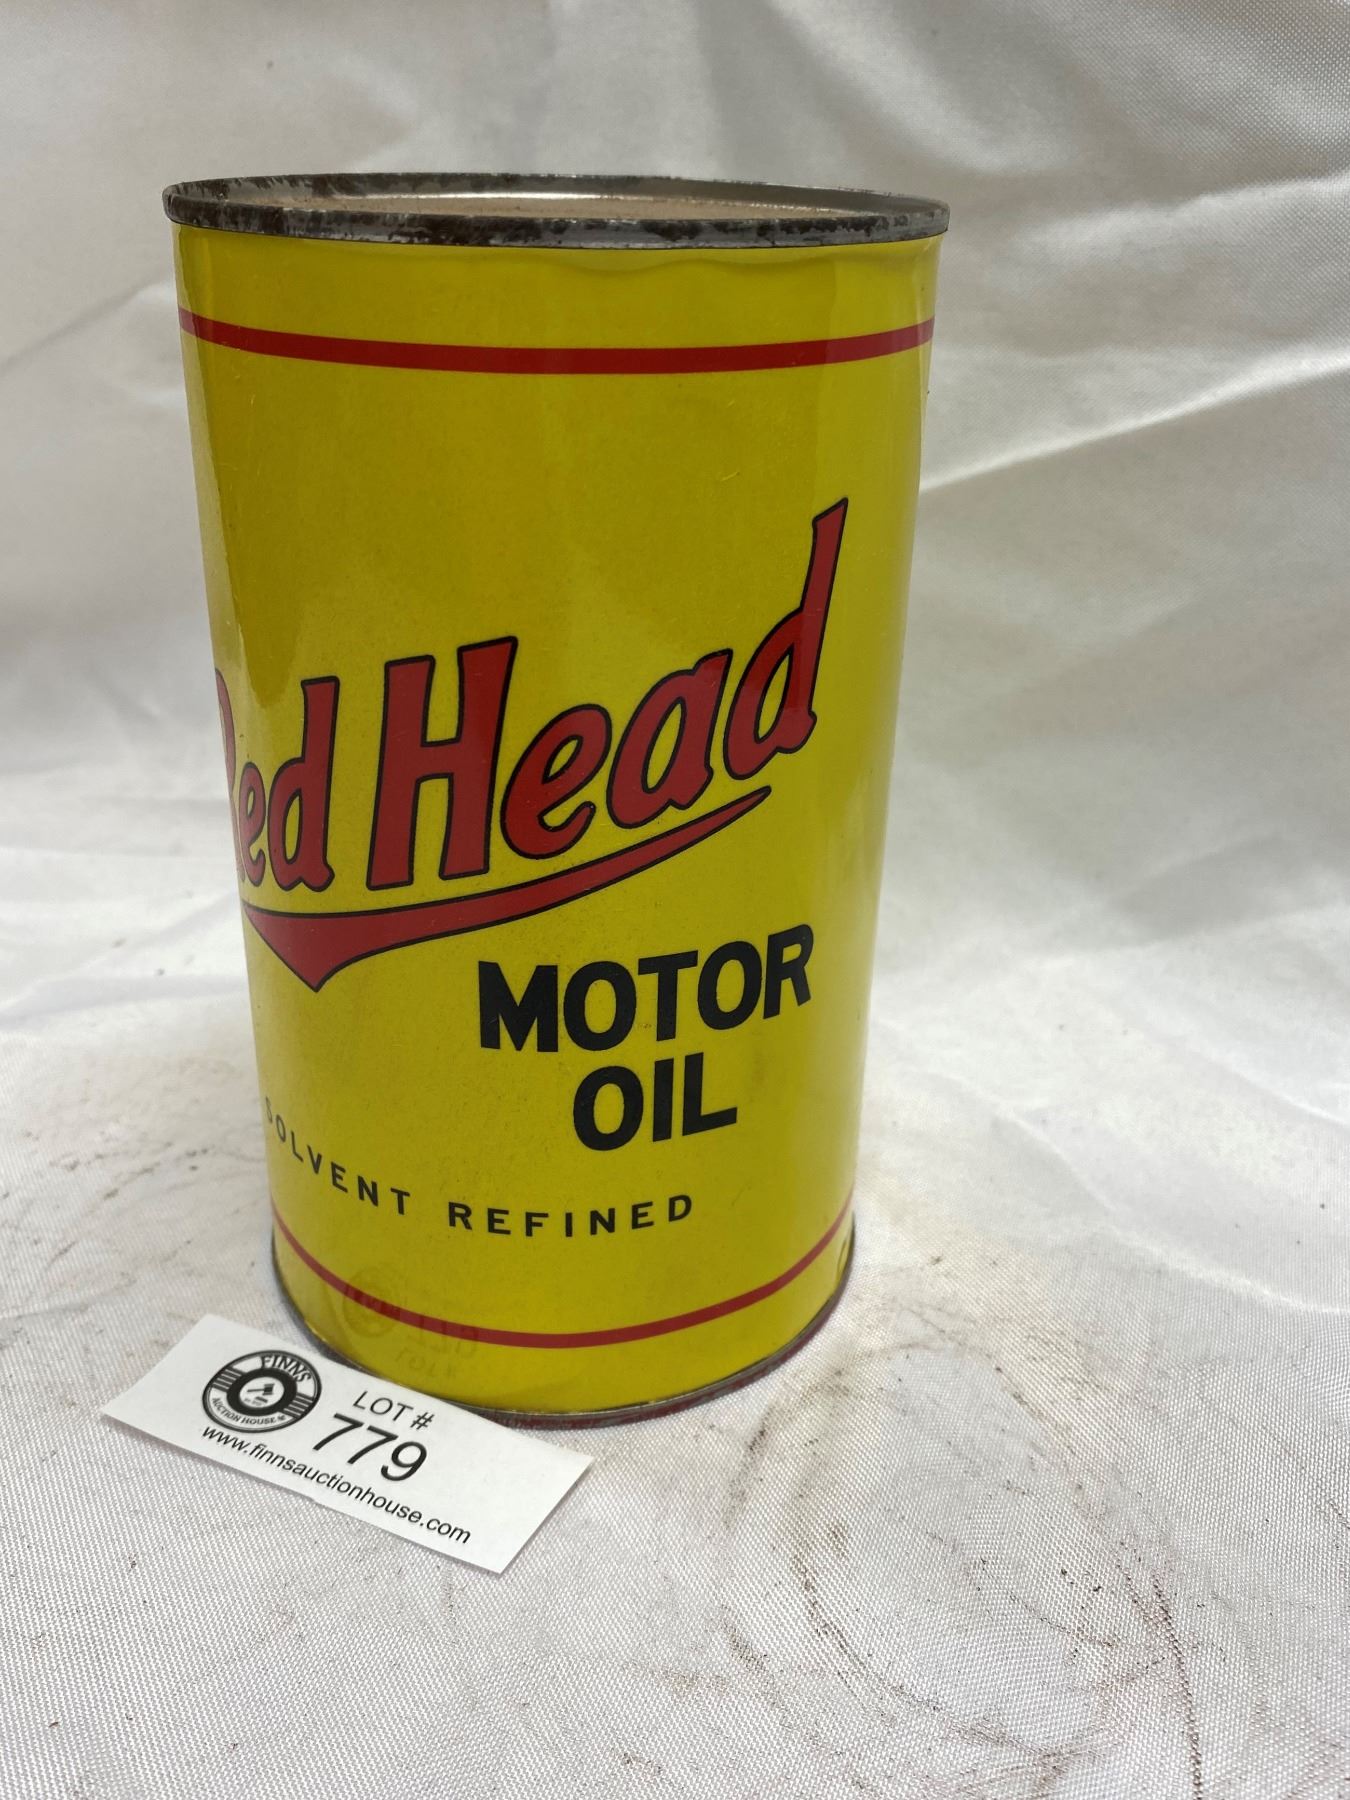 Red Head
MOTOR
OIL
SOLVENT REFINED
FINNS
AUCTION HOUSE
LOT #
779
www.finnsauctionhouse.com